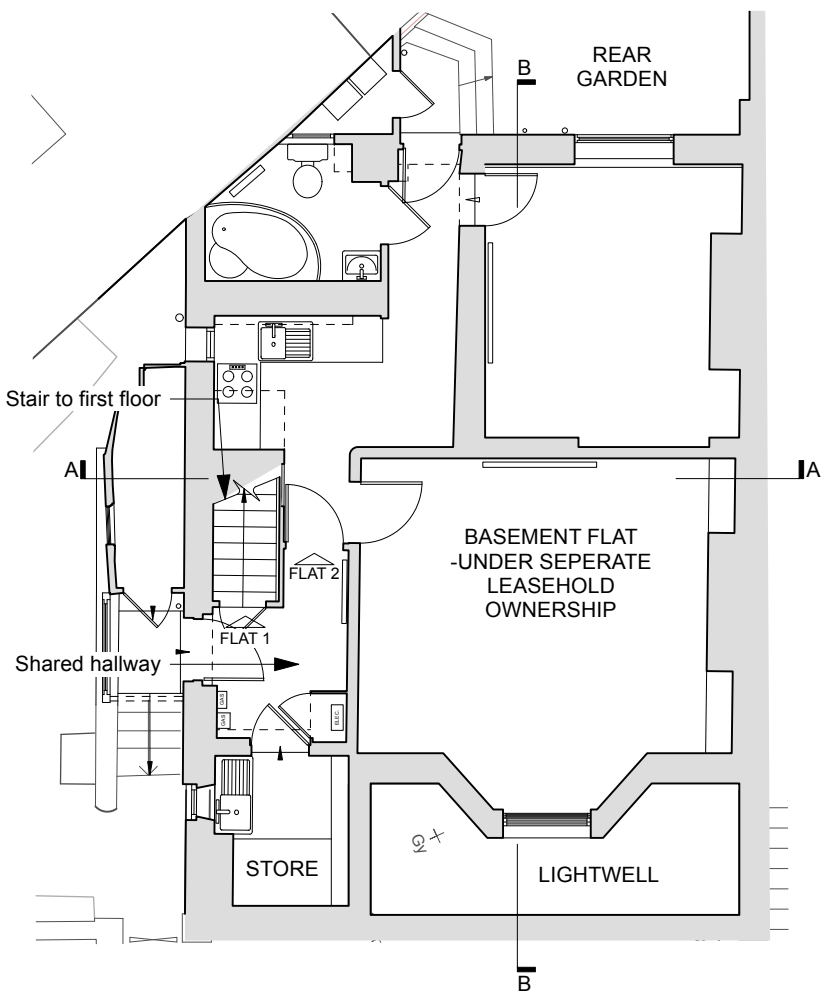 REAR
GARDEN
B
Stair to first floor
A
A
BASEMENT FLAT
-UNDER SEPERATE
LEASEHOLD
OWNERSHIP
FLAT 2
FLAT 1
Shared hallway
GAS
GAS
ELEC.
Gy
STORE
LIGHTWELL
B